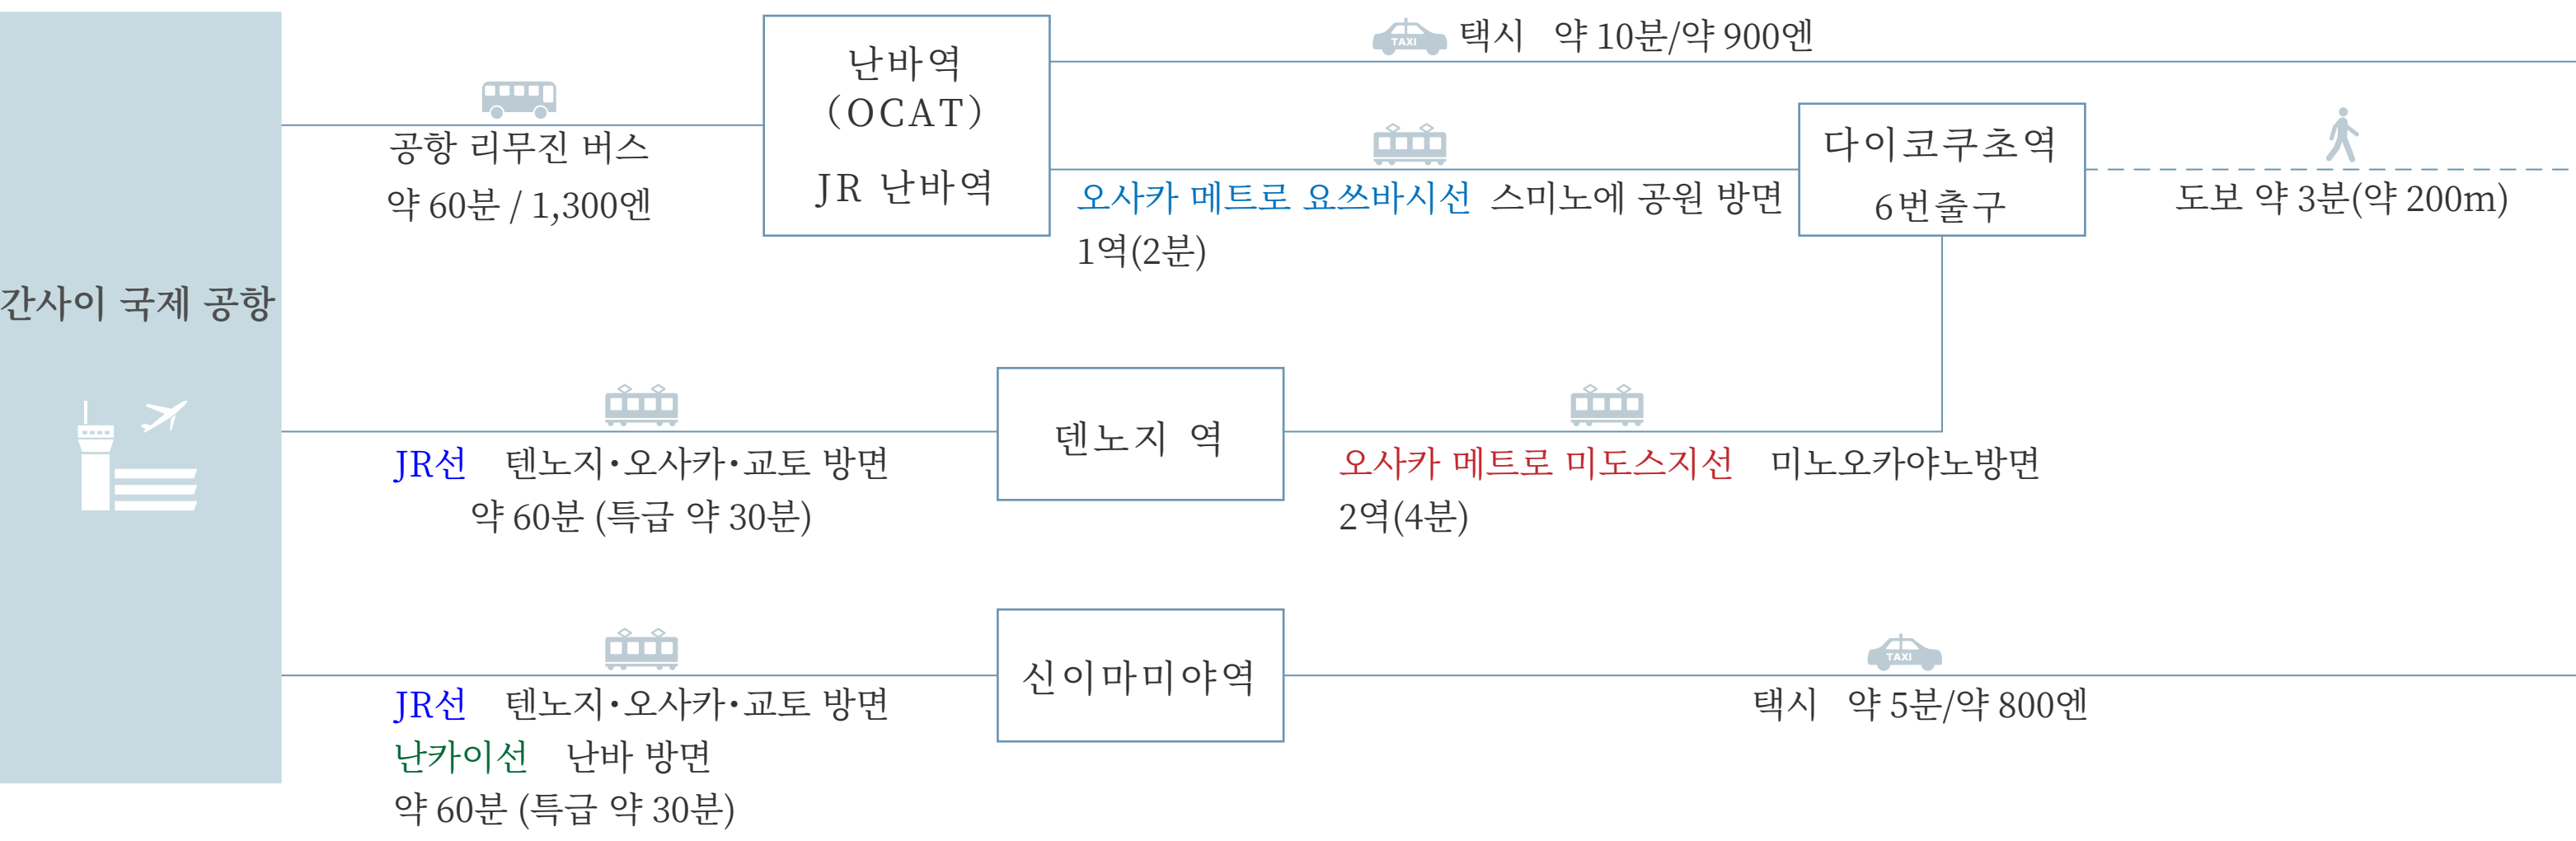 간사이 국제 공항
공항 리무진 버스
약 60분 / 1,300엔
난바역
(OCAT)
JR 난바역
TAXI 택시 약 10분/약 900엔
오사카 메트로 요쓰바시선 스미노에 공원 방면
1역(2분)
다이코쿠초역
6번출구
도보 약 3분(약 200m)
JR선 텐노지·오사카·교토 방면
약 60분 (특급 약 30분)
덴노지 역
오사카 메트로 미도스지선 미노오카야노방면
2역(4분)
JR선 텐노지·오사카·교토 방면
난카이선 난바 방면
약 60분 (특급 약 30분)
신이마미야역
TAXI
택시 약 5분/약 800엔